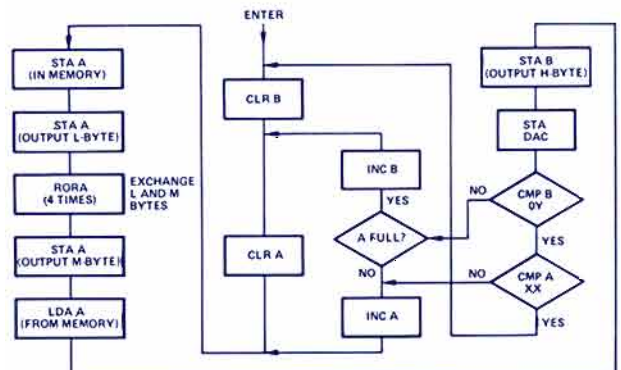 ENTER
STA A
(IN MEMORY)
STA A
(OUTPUT L-BYTE)
RORA
(4 TIMES)
EXCHANGE
L AND M
BYTES
STA A
(OUTPUT M-BYTE)
LDA A
(FROM MEMORY)
CLR B
CLR A
INC B
YES
A FULL?
NO
INC A
STA B
(OUTPUT H-BYTE)
STA
DAC
NO
CMP B
0Y
YES
NO
CMP A
XX
YES